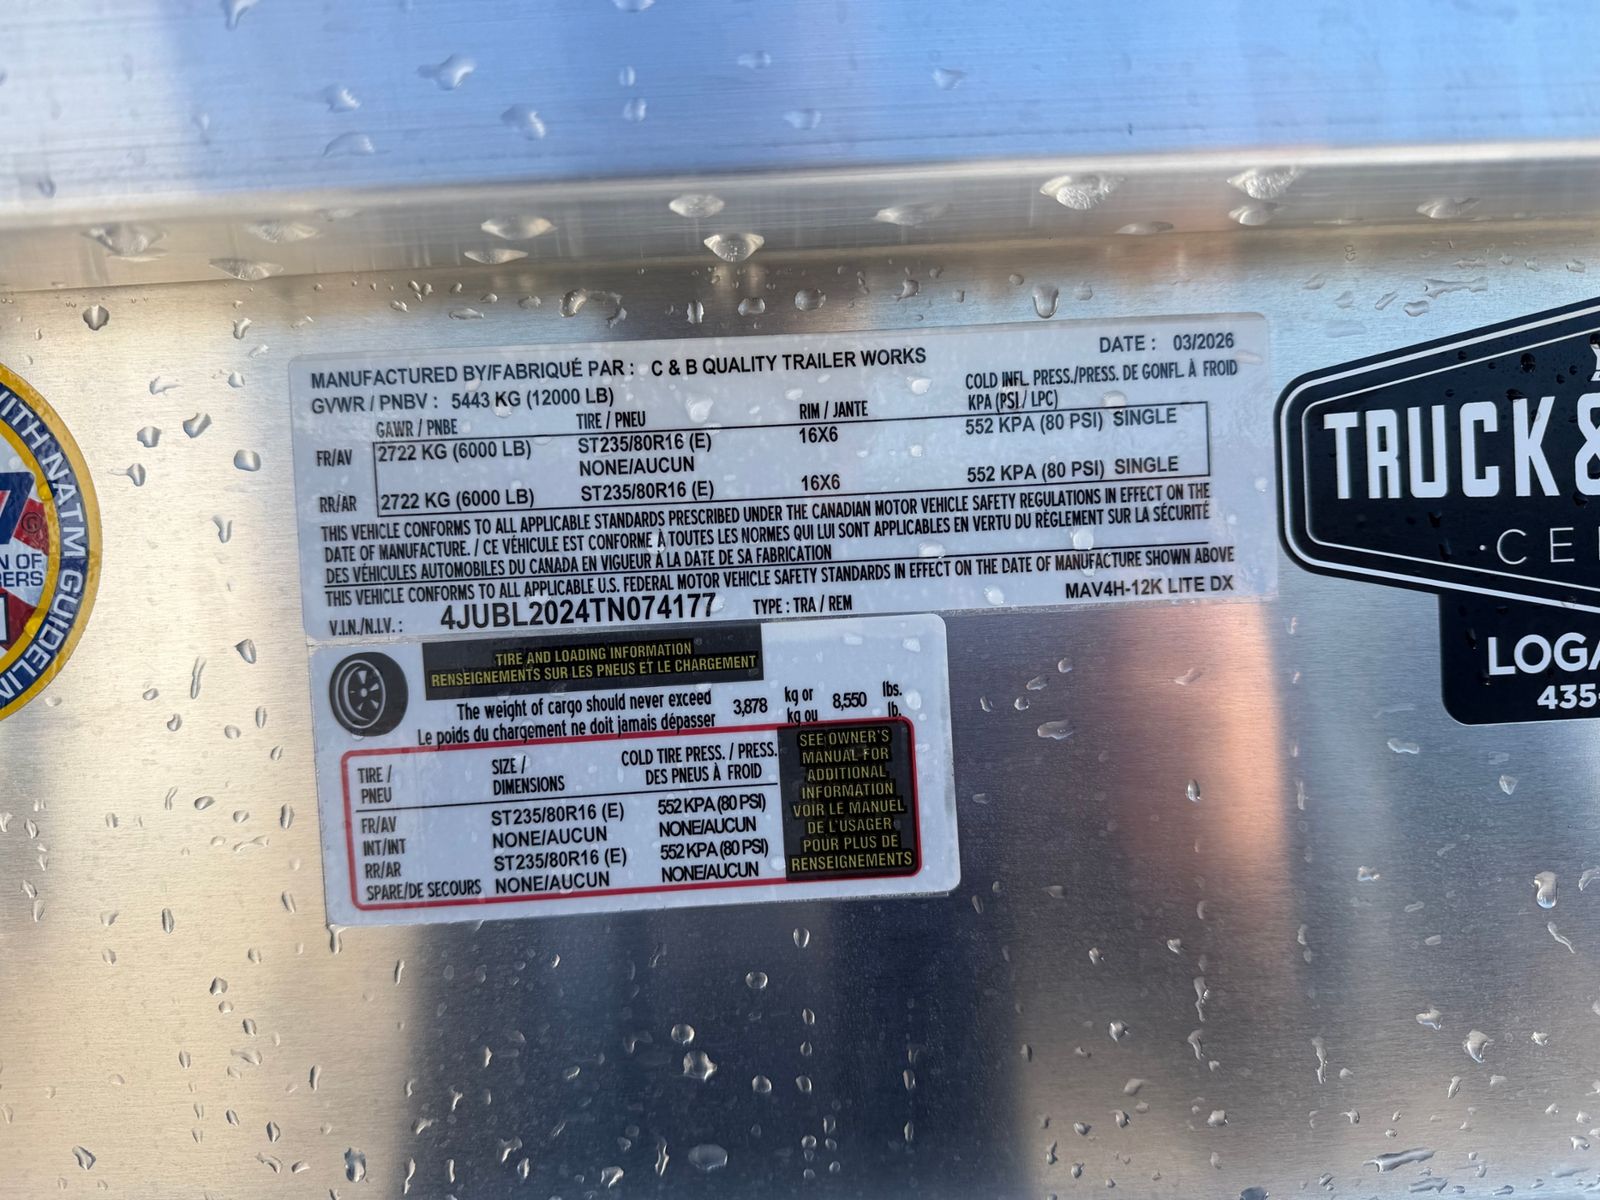 MANUFACTURED BY/FABRIQUÉ PAR : C & B QUALITY TRAILER WORKS DATE : 03/2026
GVWR / PNBV : 5443 KG (12000 LB) COLD INFL. PRESS./PRESS. DE GONFL. À FROID
GAWR / PNBE TIRE / PNEU RIM / JANTE KPA (PSI / LPC)
FR/AV 2722 KG (6000 LB) ST235/80R16 (E) 16X6 552 KPA (80 PSI) SINGLE
NONE/AUCUN
RR/AR 2722 KG (6000 LB) ST235/80R16 (E) 16X6 552 KPA (80 PSI) SINGLE
THIS VEHICLE CONFORMS TO ALL APPLICABLE STANDARDS PRESCRIBED UNDER THE CANADIAN MOTOR VEHICLE SAFETY REGULATIONS IN EFFECT ON THE
DATE OF MANUFACTURE. / CE VÉHICULE EST CONFORME À TOUTES LES NORMES QUI LUI SONT APPLICABLES EN VERTU DU RÈGLEMENT SUR LA SÉCURITÉ
DES VÉHICULES AUTOMOBILES DU CANADA EN VIGUEUR À LA DATE DE SA FABRICATION
THIS VEHICLE CONFORMS TO ALL APPLICABLE U.S. FEDERAL MOTOR VEHICLE SAFETY STANDARDS IN EFFECT ON THE DATE OF MANUFACTURE SHOWN ABOVE
V.I.N./N.I.V. : 4JUBL2024TN074177 TYPE : TRA / REM MAV4H-12K LITE DX
TIRE AND LOADING INFORMATION
RENSEIGNEMENTS SUR LES PNEUS ET LE CHARGEMENT
The weight of cargo should never exceed 3,878 kg or 8,550 lbs.
Le poids du chargement ne doit jamais dépasser kg ou lb.
TIRE / PNEU SIZE / DIMENSIONS COLD TIRE PRESS. / PRESS. DES PNEUS À FROID
FR/AV ST235/80R16 (E) 552 KPA (80 PSI)
INT/INT NONE/AUCUN NONE/AUCUN
RR/AR ST235/80R16 (E) 552 KPA (80 PSI)
SPARE/DE SECOURS NONE/AUCUN NONE/AUCUN
SEE OWNER'S
MANUAL FOR
ADDITIONAL
INFORMATION
VOIR LE MANUEL
DE L'USAGER
POUR PLUS DE
RENSEIGNEMENTS
WITH NATM GUIDELIN
N OF
RERS
TRUCK &
CE
LOGA
435-